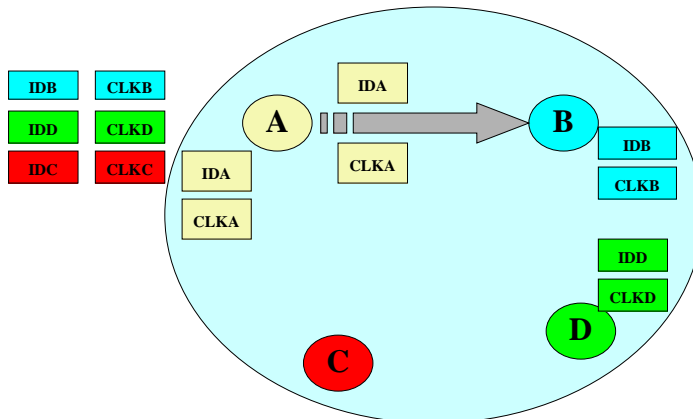 IDB CLKB
IDD CLKD
IDC CLKC
IDA
CLKA
A
IDA
CLKA
B
IDB
CLKB
IDD
CLKD
D
C